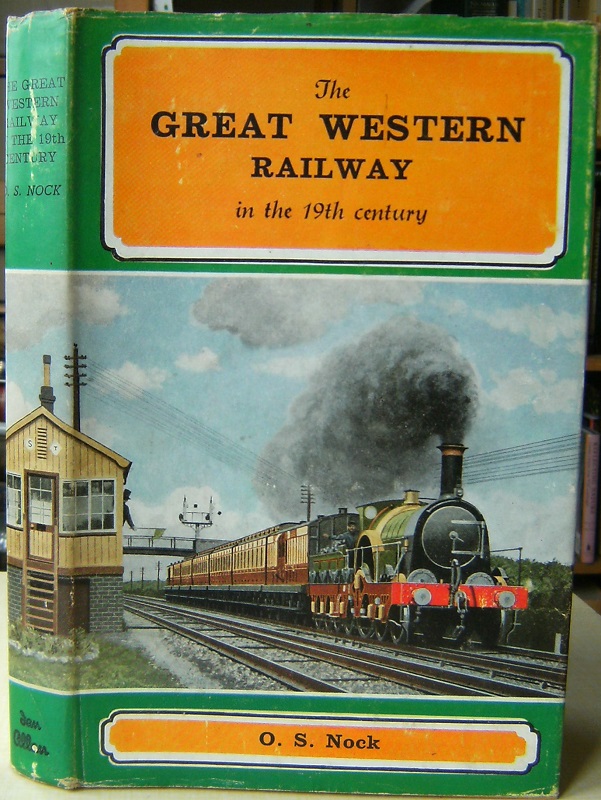 The
GREAT WESTERN
RAILWAY
in the 19th century
O. S. Nock
THE GREAT
WESTERN
RAILWAY
THE 19th
CENTURY
O. S. NOCK
S T
Ian
Allan